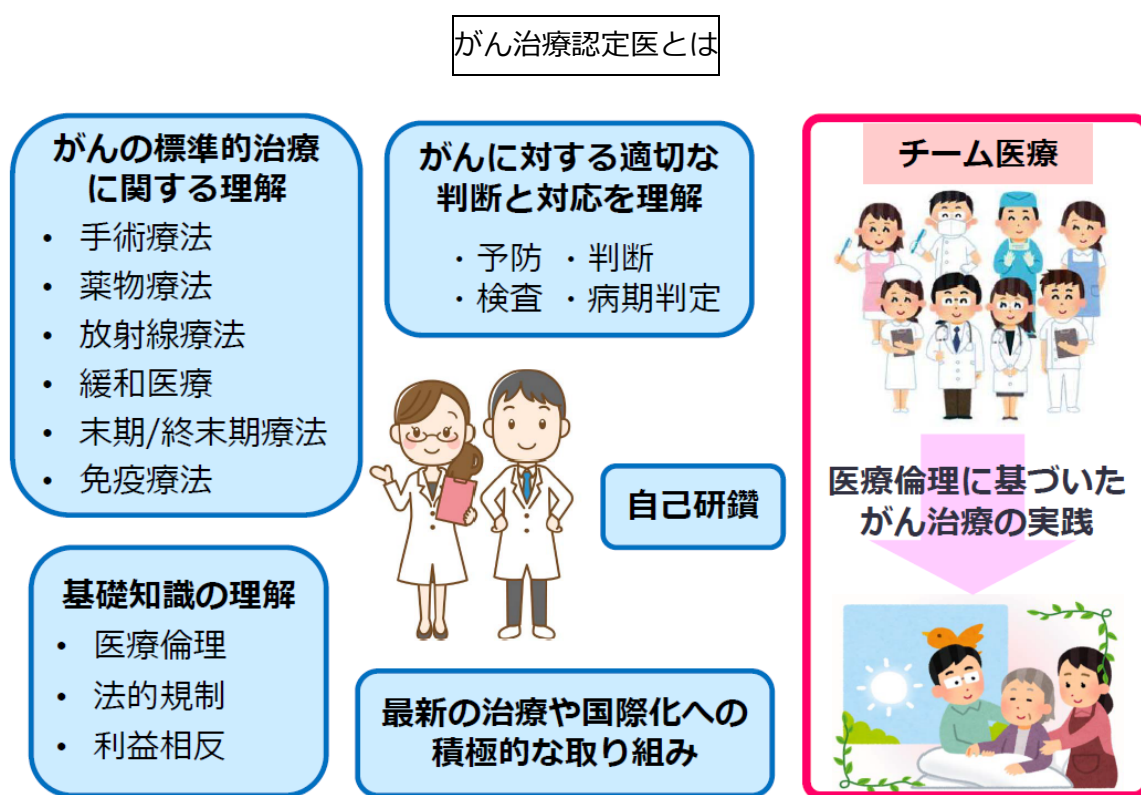 がん治療認定医とは
がんの標準的治療
に関する理解
• 手術療法
• 薬物療法
• 放射線療法
• 緩和医療
• 末期/終末期療法
• 免疫療法
がんに対する適切な
判断と対応を理解
・予防 ・判断
・検査 ・病期判定
自己研鑽
基礎知識の理解
• 医療倫理
• 法的規制
• 利益相反
最新の治療や国際化への
積極的な取り組み
チーム医療
医療倫理に基づいた
がん治療の実践